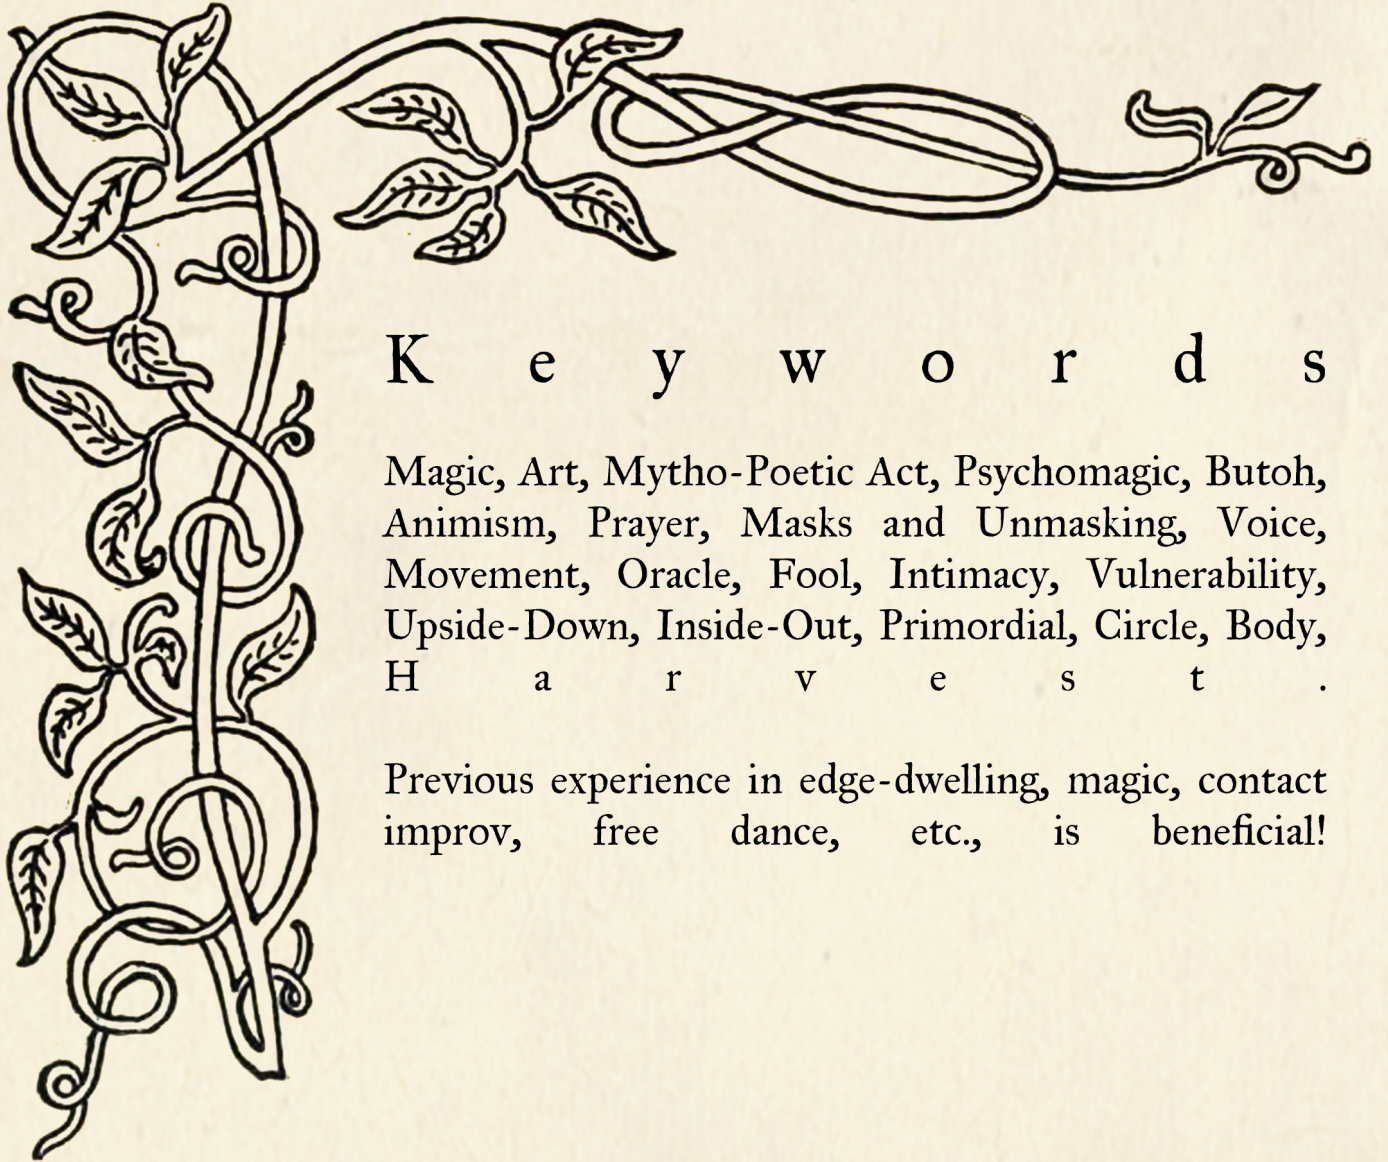 Keywords
Magic, Art, Mytho-Poetic Act, Psychomagic, Butoh,
Animism, Prayer, Masks and Unmasking, Voice,
Movement, Oracle, Fool, Intimacy, Vulnerability,
Upside-Down, Inside-Out, Primordial, Circle, Body,
Harvest.
Previous experience in edge-dwelling, magic, contact
improv, free dance, etc., is beneficial!